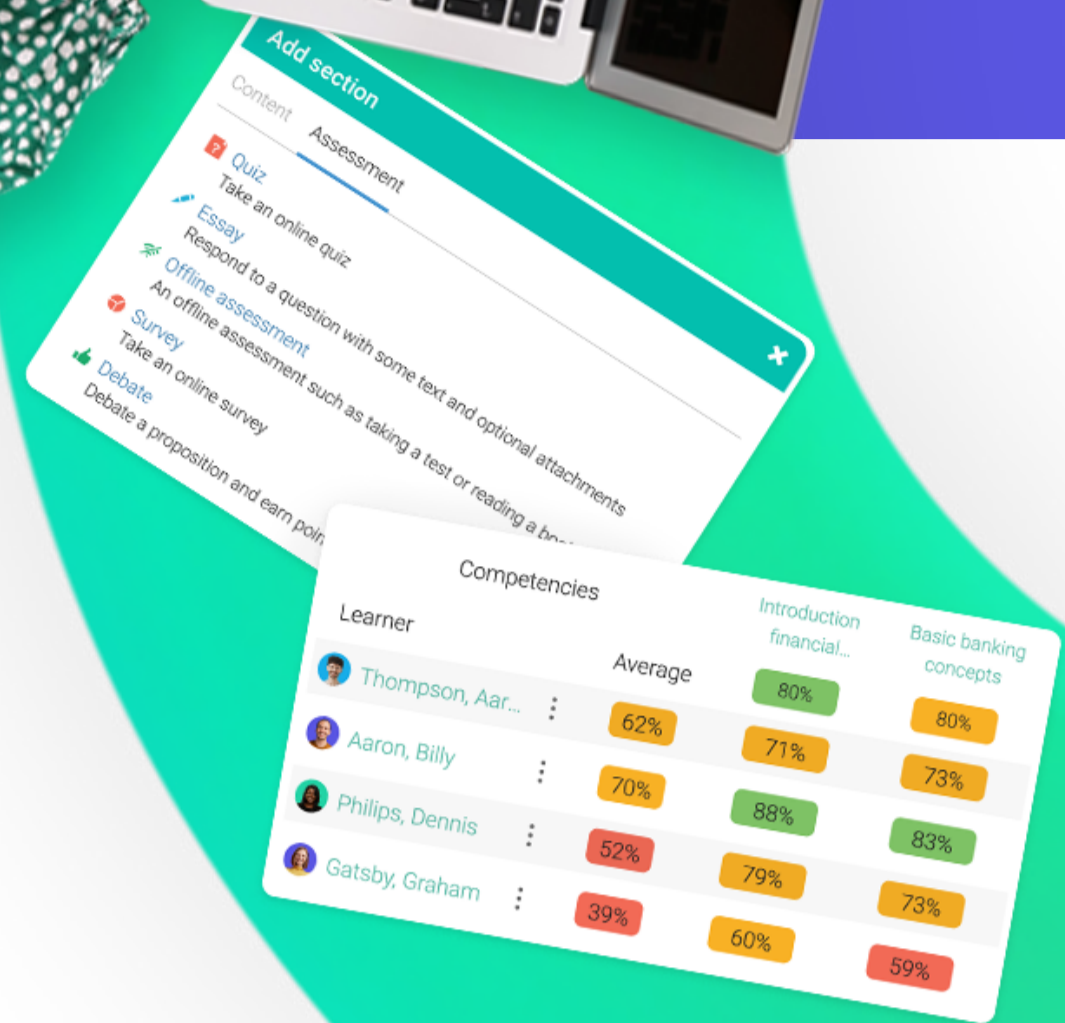 Add section
Content Assessment
Quiz
Take an online quiz
Essay
Respond to a question with some text and optional attachments
Offline assessment
An offline assessment such as taking a test or reading a
Survey
Take an online survey
Debate
Debate a proposition and earn poin
Competencies
Learner
Average
Introduction
financial...
80%
Basic banking
concepts
80%
Thompson, Aar... 62% 71% 73%
Aaron, Billy 70% 88% 83%
Philips, Dennis 52% 79% 73%
Gatsby, Graham 39% 60% 59%